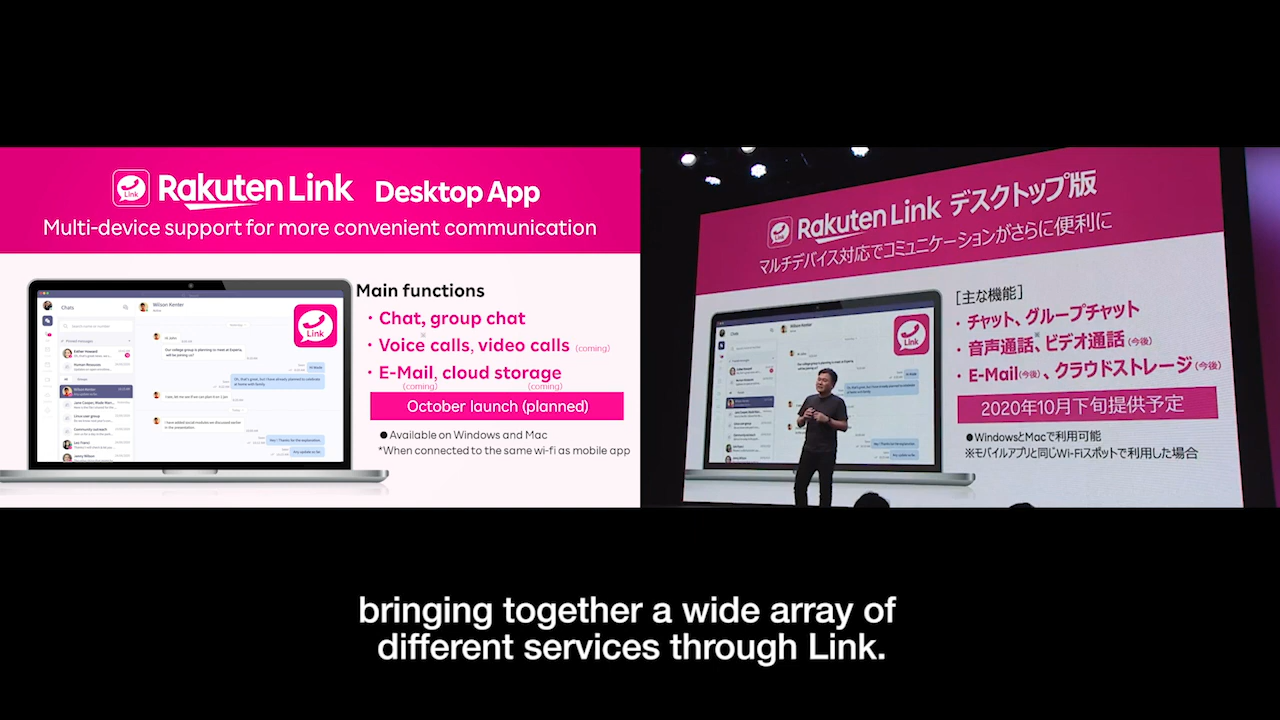 Link
Rakuten Link Desktop App
Multi-device support for more convenient communication
Chats
Wilson Kenter
Link
Main functions
・Chat, group chat
・Voice calls, video calls (coming)
・E-Mail, cloud storage
(coming) (coming)
October launch (planned)
●Available on Windows and Mac
*When connected to the same wi-fi as mobile app
Rakuten Link デスクトップ版
マルチデバイス対応でコミュニケーションがさらに便利に
Chats
Link
[主な機能]
・チャット、グループチャット
・音声通話、ビデオ通話(今後)
・E-Mail(今後)、クラウドストレージ(今後)
2020年10月下旬提供予定
●WindowsとMacで利用可能
※モバイルアプリと同じWi-Fiスポットで利用した場合
bringing together a wide array of
different services through Link.